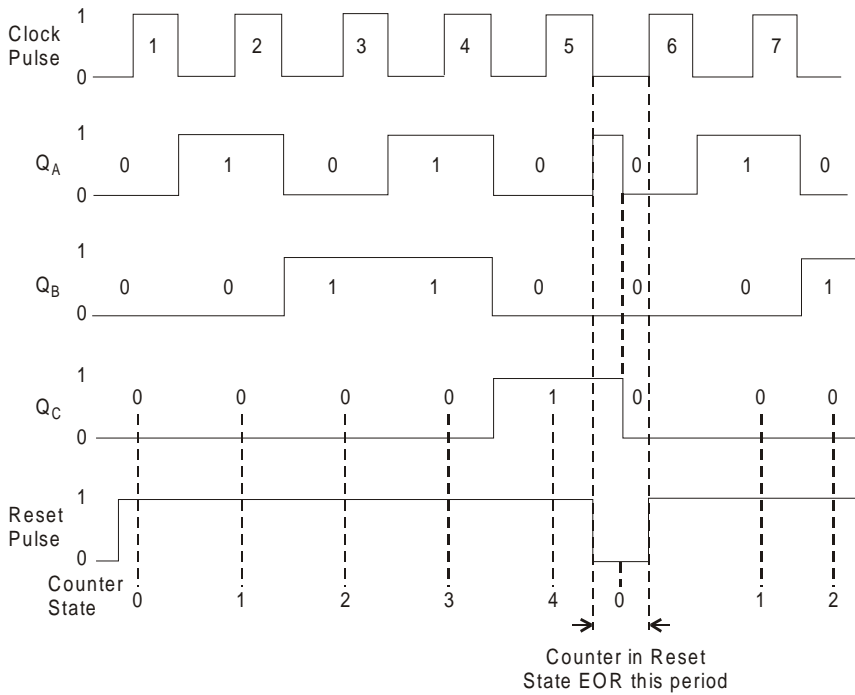 1
Clock
Pulse
1 2 3 4 5 6 7
0
1
QA
0 1 0 1 0 0 1 0
0
1
QB
0 0 1 1 0 0 0 1
0
1
QC
0 0 0 0 1 0 0 0
0
1
Reset
Pulse
0
Counter
State
0 1 2 3 4 0 1 2
Counter in Reset
State EOR this period